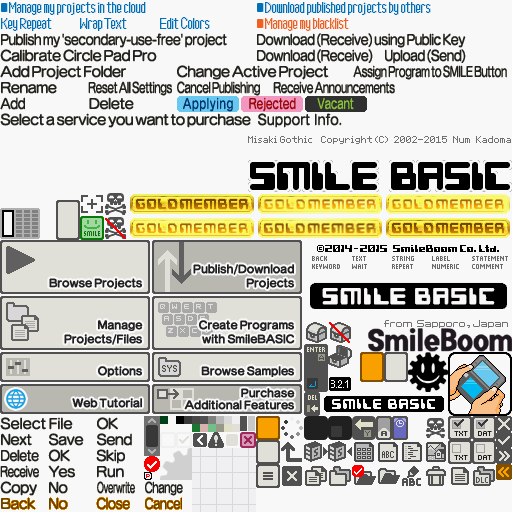 Manage my projects in the cloud
Download published projects by others
Key Repeat Wrap Text Edit Colors
Manage my blacklist
Publish my 'secondary-use-free' project
Download (Receive) using Public Key
Calibrate Circle Pad Pro
Download (Receive) Upload (Send)
Add Project Folder Change Active Project Assign Program to SMILE Button
Rename Reset All Settings Cancel Publishing Receive Announcements
Add Delete Applying Rejected Vacant
Select a service you want to purchase Support Info.
MisakiGothic Copyright(C) 2002-2015 Num Kadoma
SMILE BASIC
GOLDMEMBER GOLDMEMBER GOLDMEMBER
SMILE
GOLDMEMBER GOLDMEMBER GOLDMEMBER
©2014-2015 SmileBoom Co. Ltd.
BACK TEXT STRING LABEL STATEMENT
KEYWORD WAIT REPEAT NUMERIC COMMENT
Browse Projects
Publish/Download
Projects
SMILE BASIC
Manage
Projects/Files
QWERT
ASD
ZXC
Create Programs
with SmileBASIC
from Sapporo, Japan
SmileBoom
ENTER
Options
SYS
Browse Samples
3.2.1
DEL
Web Tutorial
Purchase
Additional Features
SMILE BASIC
Select File OK
Next Save Send
Delete OK Skip
Receive Yes Run
Copy No Overwrite Change
Back No Close Cancel
Y
A
TXT DAT
S S ABC TXT DAT
ABC DLC